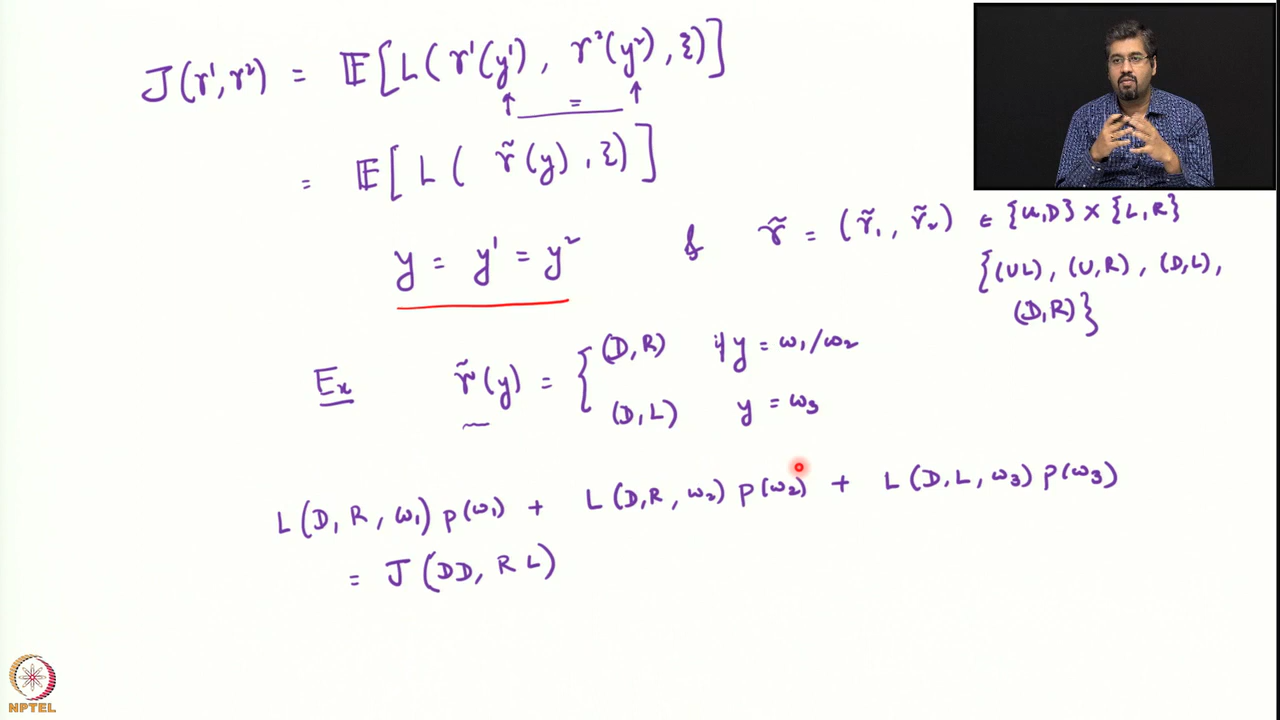 J(γ¹,γ²) = 𝔼[L(γ¹(y¹), γ²(y²), ξ)]
↑ = ↑
= 𝔼[L( γ̃(y), ξ)]
y = y¹ = y² & γ̃ = (γ̃₁, γ̃₂) ∈ {U,D} × {L,R}
{(UL), (U,R), (D,L),
(D,R)}
Ex γ̃(y) = { (D,R) if y = ω₁/ω₂
(D,L) y = ω₃
L(D, R, ω₁) p(ω₁) + L(D,R, ω₂) p(ω₂) + L(D,L, ω₃) p(ω₃)
= J(DD, RL)
NPTEL